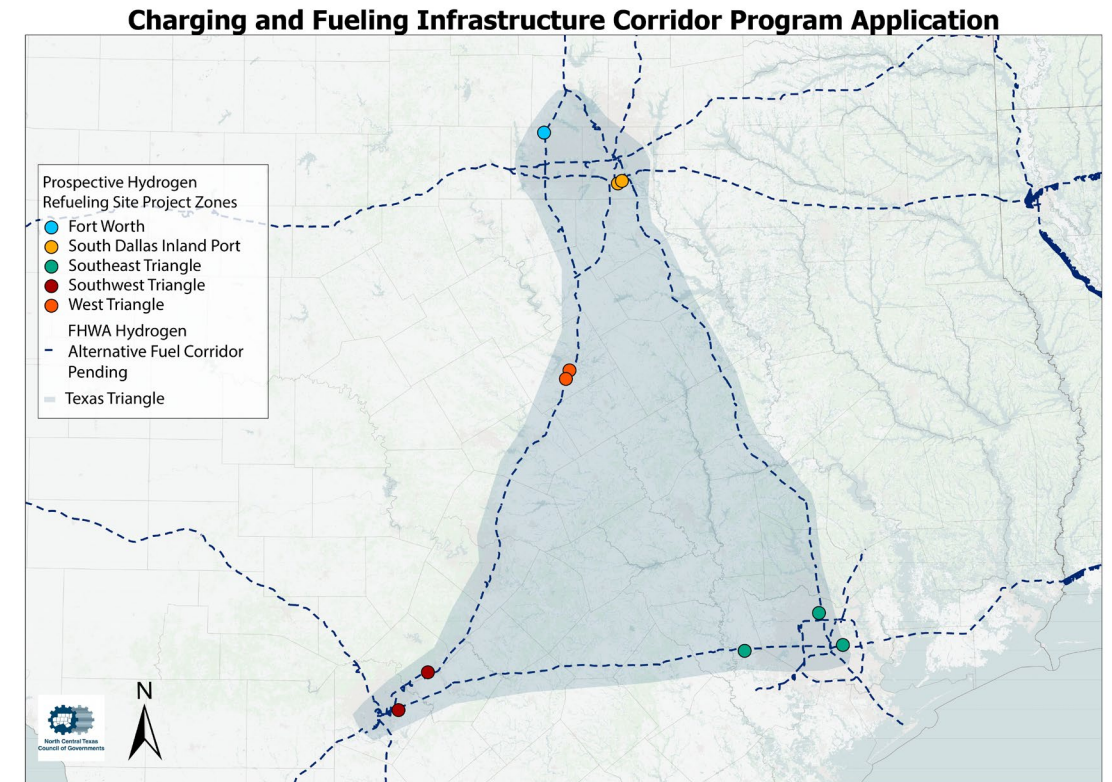 Charging and Fueling Infrastructure Corridor Program Application
Prospective Hydrogen
Refueling Site Project Zones
Fort Worth
South Dallas Inland Port
Southeast Triangle
Southwest Triangle
West Triangle
FHWA Hydrogen
Alternative Fuel Corridor
Pending
Texas Triangle
N
North Central Texas
Council of Governments